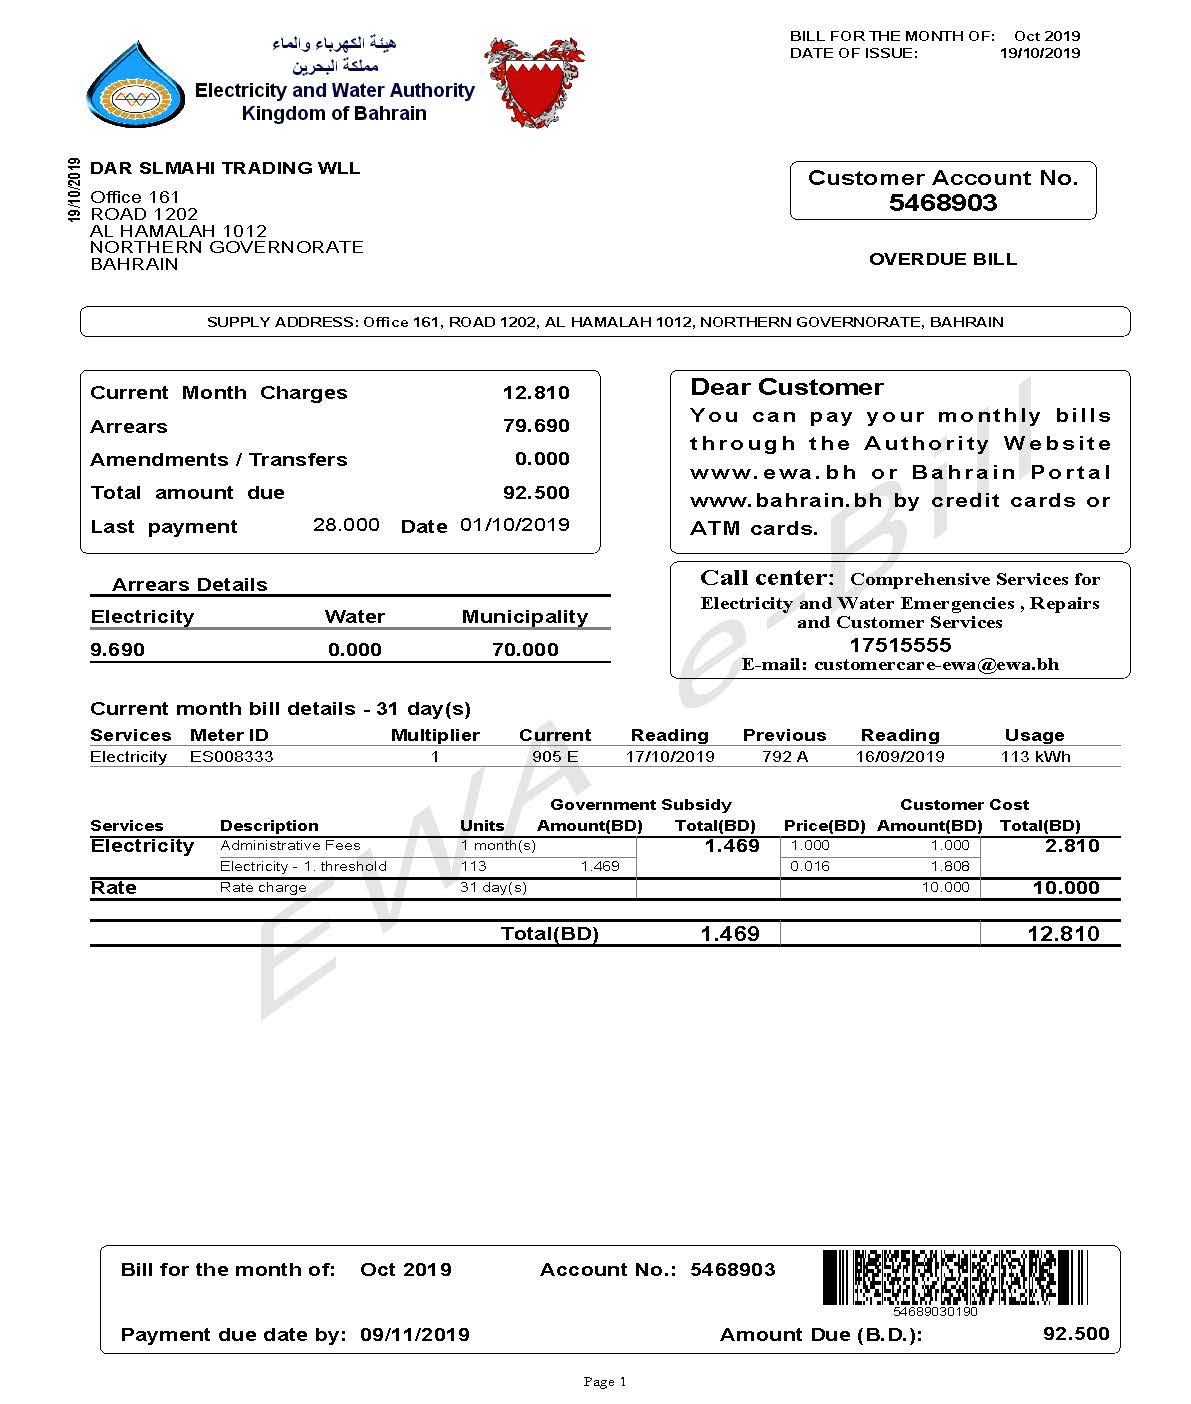 هيئة الكهرباء والماء
مملكة البحرين
Electricity and Water Authority
Kingdom of Bahrain
BILL FOR THE MONTH OF: Oct 2019
DATE OF ISSUE: 19/10/2019
19/10/2019
DAR SLMAHI TRADING WLL
Office 161
ROAD 1202
AL HAMALAH 1012
NORTHERN GOVERNORATE
BAHRAIN
Customer Account No.
5468903
OVERDUE BILL
SUPPLY ADDRESS: Office 161, ROAD 1202, AL HAMALAH 1012, NORTHERN GOVERNORATE, BAHRAIN
Current Month Charges 12.810
Arrears 79.690
Amendments / Transfers 0.000
Total amount due 92.500
Last payment 28.000 Date 01/10/2019
Dear Customer
You can pay your monthly bills
through the Authority Website
www.ewa.bh or Bahrain Portal
www.bahrain.bh by credit cards or
ATM cards.
Arrears Details
Electricity Water Municipality
9.690 0.000 70.000
Call center: Comprehensive Services for
Electricity and Water Emergencies , Repairs
and Customer Services
17515555
E-mail: customercare-ewa@ewa.bh
Current month bill details - 31 day(s)
Services Meter ID Multiplier Current Reading Previous Reading Usage
Electricity ES008333 1 905 E 17/10/2019 792 A 16/09/2019 113 kWh
Government Subsidy Customer Cost
Services Description Units Amount(BD) Total(BD) Price(BD) Amount(BD) Total(BD)
Electricity Administrative Fees 1 month(s) 1.469 1.000 1.000 2.810
Electricity - 1. threshold 113 1.469 0.016 1.808
Rate Rate charge 31 day(s) 10.000 10.000
Total(BD) 1.469 12.810
EWA e-Bill
Bill for the month of: Oct 2019 Account No.: 5468903
54689030190
Payment due date by: 09/11/2019 Amount Due (B.D.): 92.500
Page 1